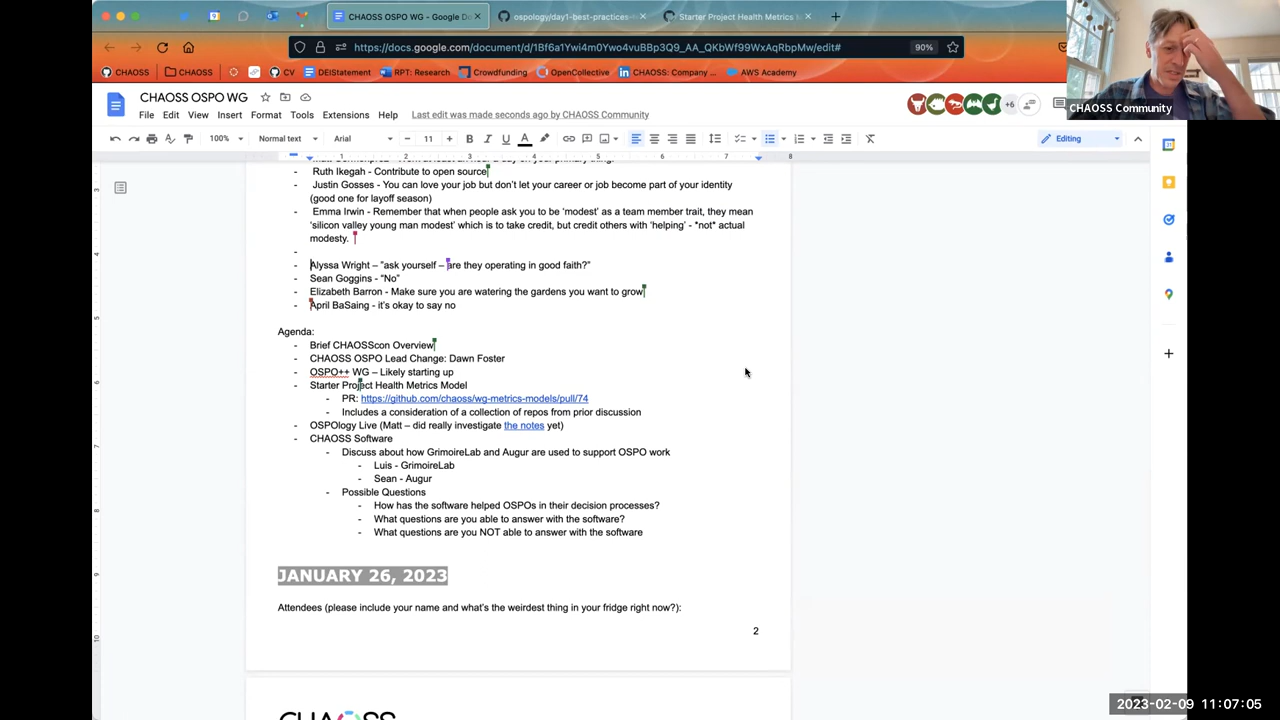 CHAOSS OSPO WG - Google Do
ospology/day1-best-practices-
Starter Project Health Metrics M
https://docs.google.com/document/d/1Bf6a1Ywi4m0Ywo4vuBBp3Q9_AA_QKbWf99WxAqRbpMw/edit#
90%
CHAOSS
CHAOSS
CV
DEIStatement
RPT: Research
Crowdfunding
OpenCollective
CHAOSS: Company ...
AWS Academy
CHAOSS Community
CHAOSS OSPO WG
File Edit View Insert Format Tools Extensions Help
Last edit was made seconds ago by CHAOSS Community
+6
100% Normal text Arial 11
Editing
1 2 3 4 5 6 7 8
- Ruth Ikegah - Contribute to open source
- Justin Gosses - You can love your job but don't let your career or job become part of your identity
(good one for layoff season)
- Emma Irwin - Remember that when people ask you to be 'modest' as a team member trait, they mean
'silicon valley young man modest' which is to take credit, but credit others with 'helping' - *not* actual
modesty.
-
- Alyssa Wright – "ask yourself – are they operating in good faith?"
- Sean Goggins - "No"
- Elizabeth Barron - Make sure you are watering the gardens you want to grow
- April BaSaing - it's okay to say no
Agenda:
- Brief CHAOSScon Overview
- CHAOSS OSPO Lead Change: Dawn Foster
- OSPO++ WG – Likely starting up
- Starter Project Health Metrics Model
- PR: https://github.com/chaoss/wg-metrics-models/pull/74
- Includes a consideration of a collection of repos from prior discussion
- OSPOlogy Live (Matt – did really investigate the notes yet)
- CHAOSS Software
- Discuss about how GrimoireLab and Augur are used to support OSPO work
- Luis - GrimoireLab
- Sean - Augur
- Possible Questions
- How has the software helped OSPOs in their decision processes?
- What questions are you able to answer with the software?
- What questions are you NOT able to answer with the software
JANUARY 26, 2023
Attendees (please include your name and what's the weirdest thing in your fridge right now?):
2
CHAOSS
2023-02-09 11:07:05